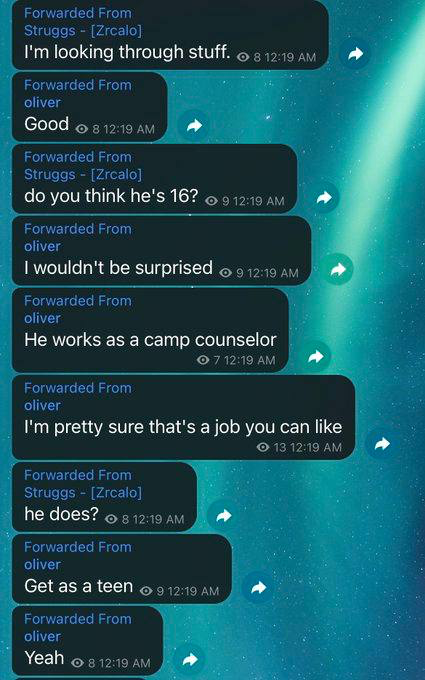 Forwarded From
Struggs - [Zrcalo]
I'm looking through stuff. 8 12:19 AM
Forwarded From
oliver
Good 8 12:19 AM
Forwarded From
Struggs - [Zrcalo]
do you think he's 16? 9 12:19 AM
Forwarded From
oliver
I wouldn't be surprised 9 12:19 AM
Forwarded From
oliver
He works as a camp counselor
7 12:19 AM
Forwarded From
oliver
I'm pretty sure that's a job you can like
13 12:19 AM
Forwarded From
Struggs - [Zrcalo]
he does? 8 12:19 AM
Forwarded From
oliver
Get as a teen 9 12:19 AM
Forwarded From
oliver
Yeah 8 12:19 AM